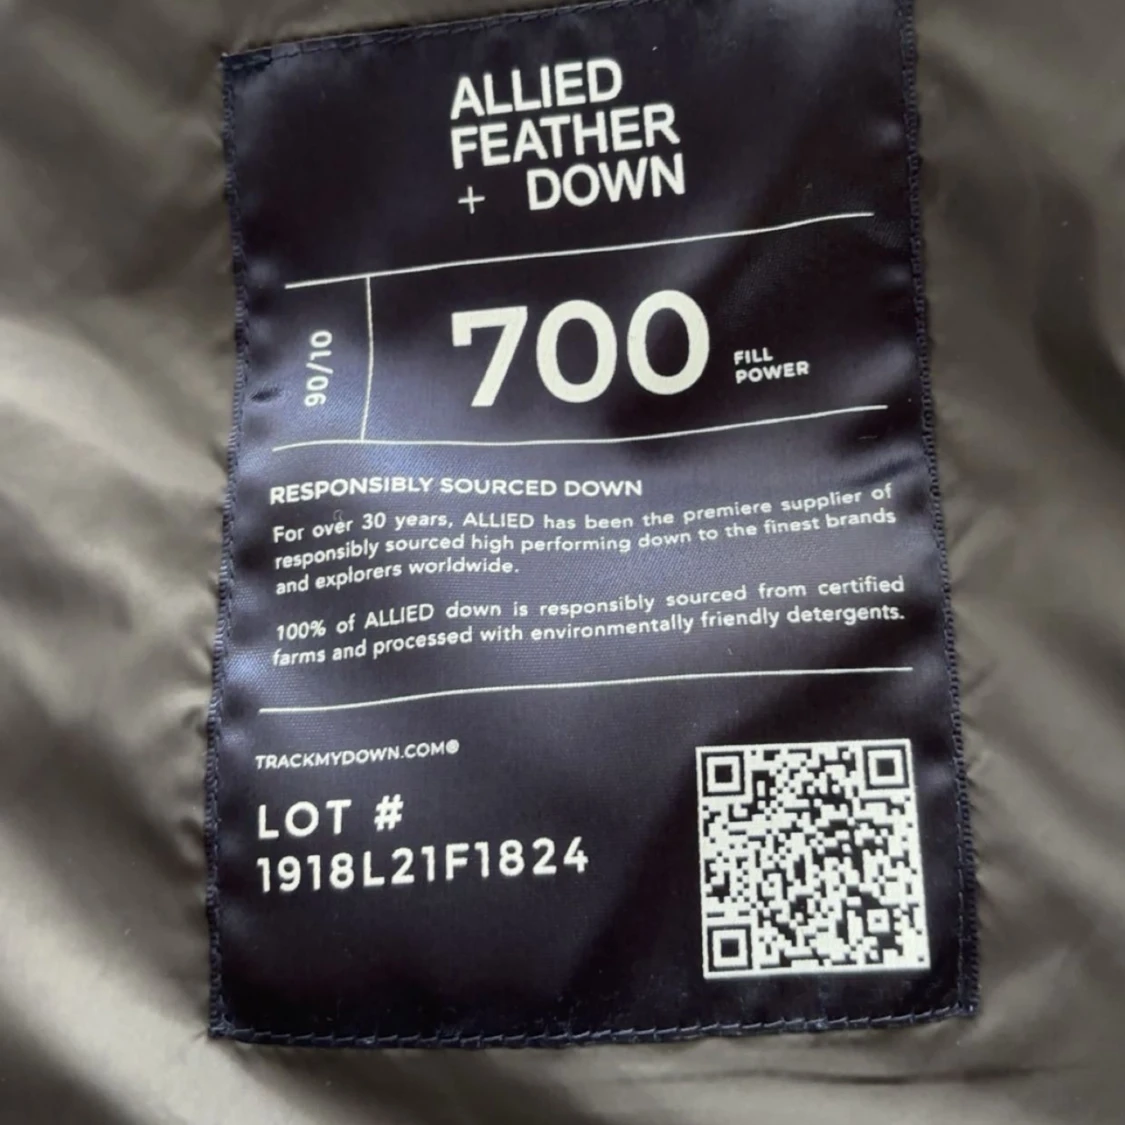 ALLIED
FEATHER
+ DOWN
90/10
700
FILL
POWER
RESPONSIBLY SOURCED DOWN
For over 30 years, ALLIED has been the premiere supplier of
responsibly sourced high performing down to the finest brands
and explorers worldwide.
100% of ALLIED down is responsibly sourced from certified
farms and processed with environmentally friendly detergents.
TRACKMYDOWN.COM®
LOT #
1918L21F1824